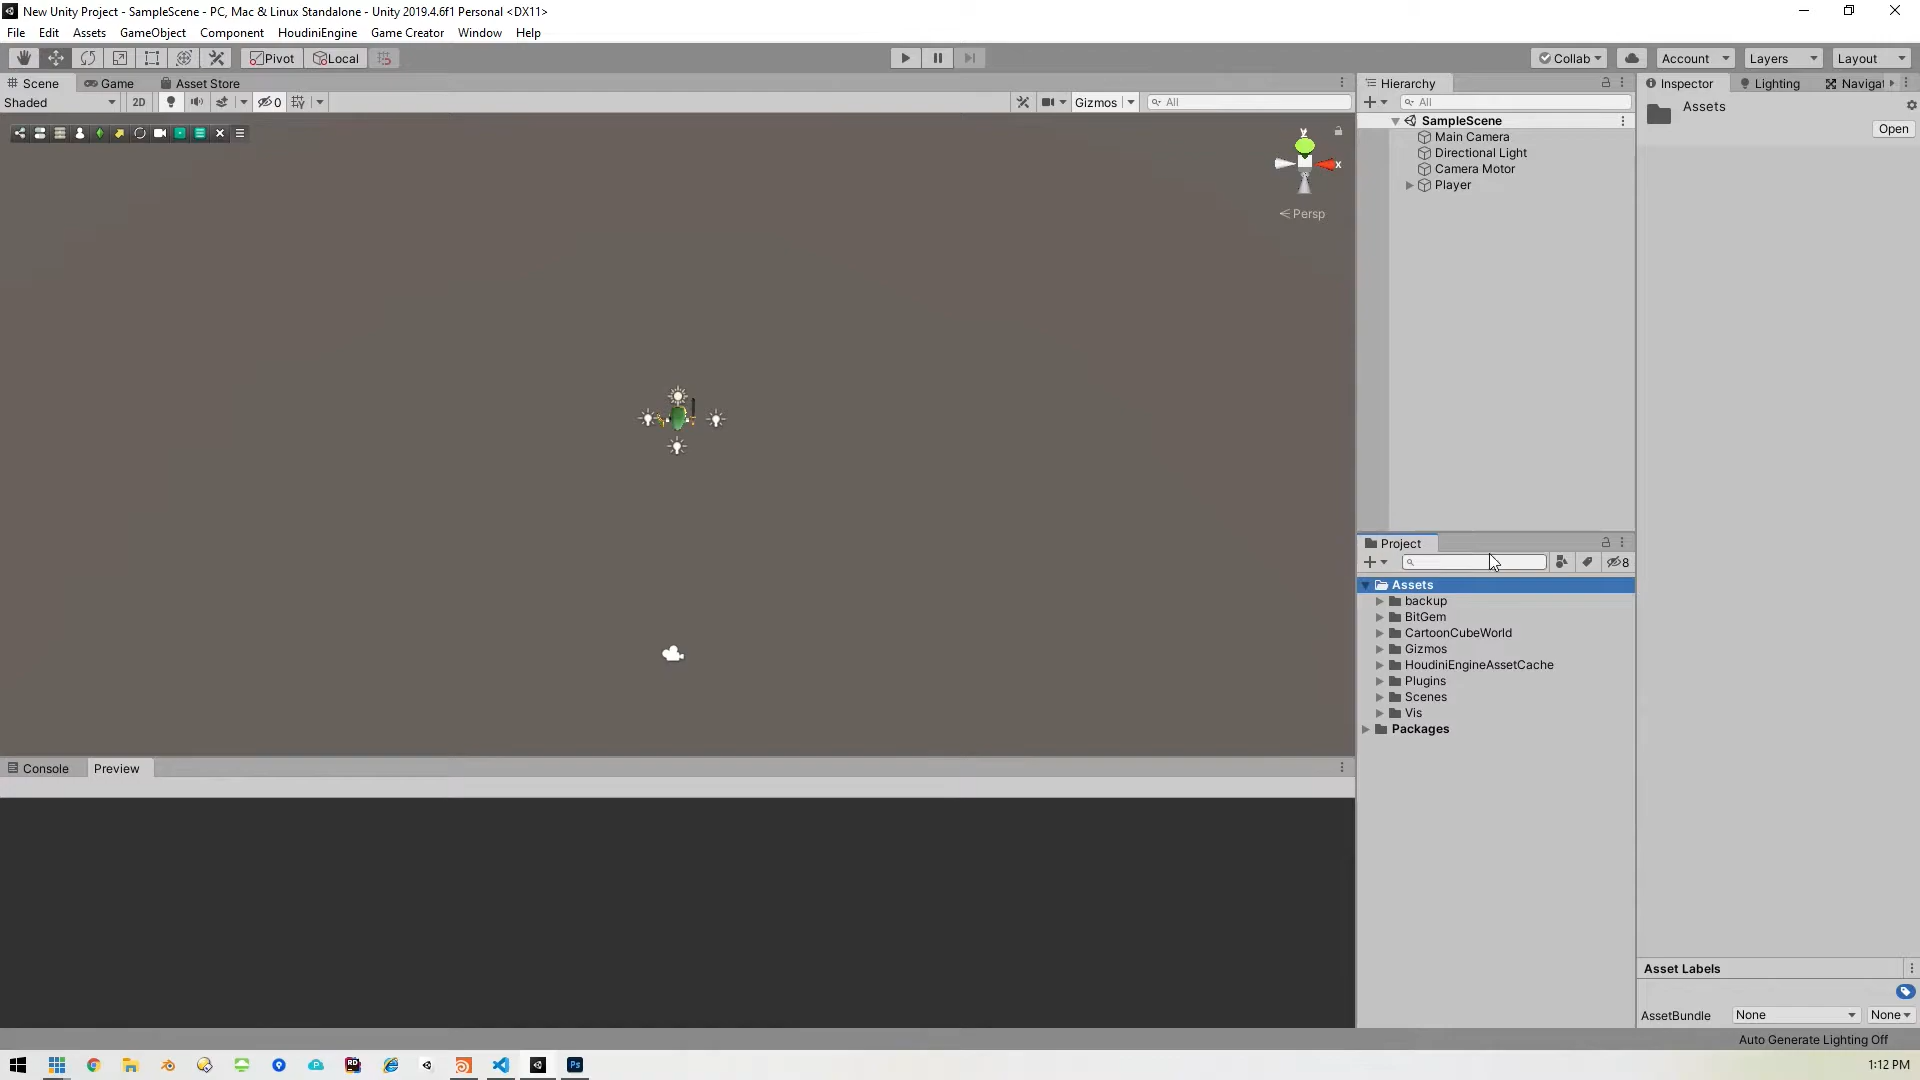 New Unity Project - SampleScene - PC, Mac & Linux Standalone - Unity 2019.4.6f1 Personal <DX11>
File Edit Assets GameObject Component HoudiniEngine Game Creator Window Help
Pivot Local Collab Account Layers Layout
Scene Game Asset Store
Shaded 2D 0 Gizmos All
y
x
Persp
Console Preview
Hierarchy
All
SampleScene
Main Camera
Directional Light
Camera Motor
Player
Project
8
Assets
backup
BitGem
CartoonCubeWorld
Gizmos
HoudiniEngineAssetCache
Plugins
Scenes
Vis
Packages
Inspector Lighting Navigat
Assets
Open
Asset Labels
AssetBundle None None
Auto Generate Lighting Off
RD
Ps
1:12 PM